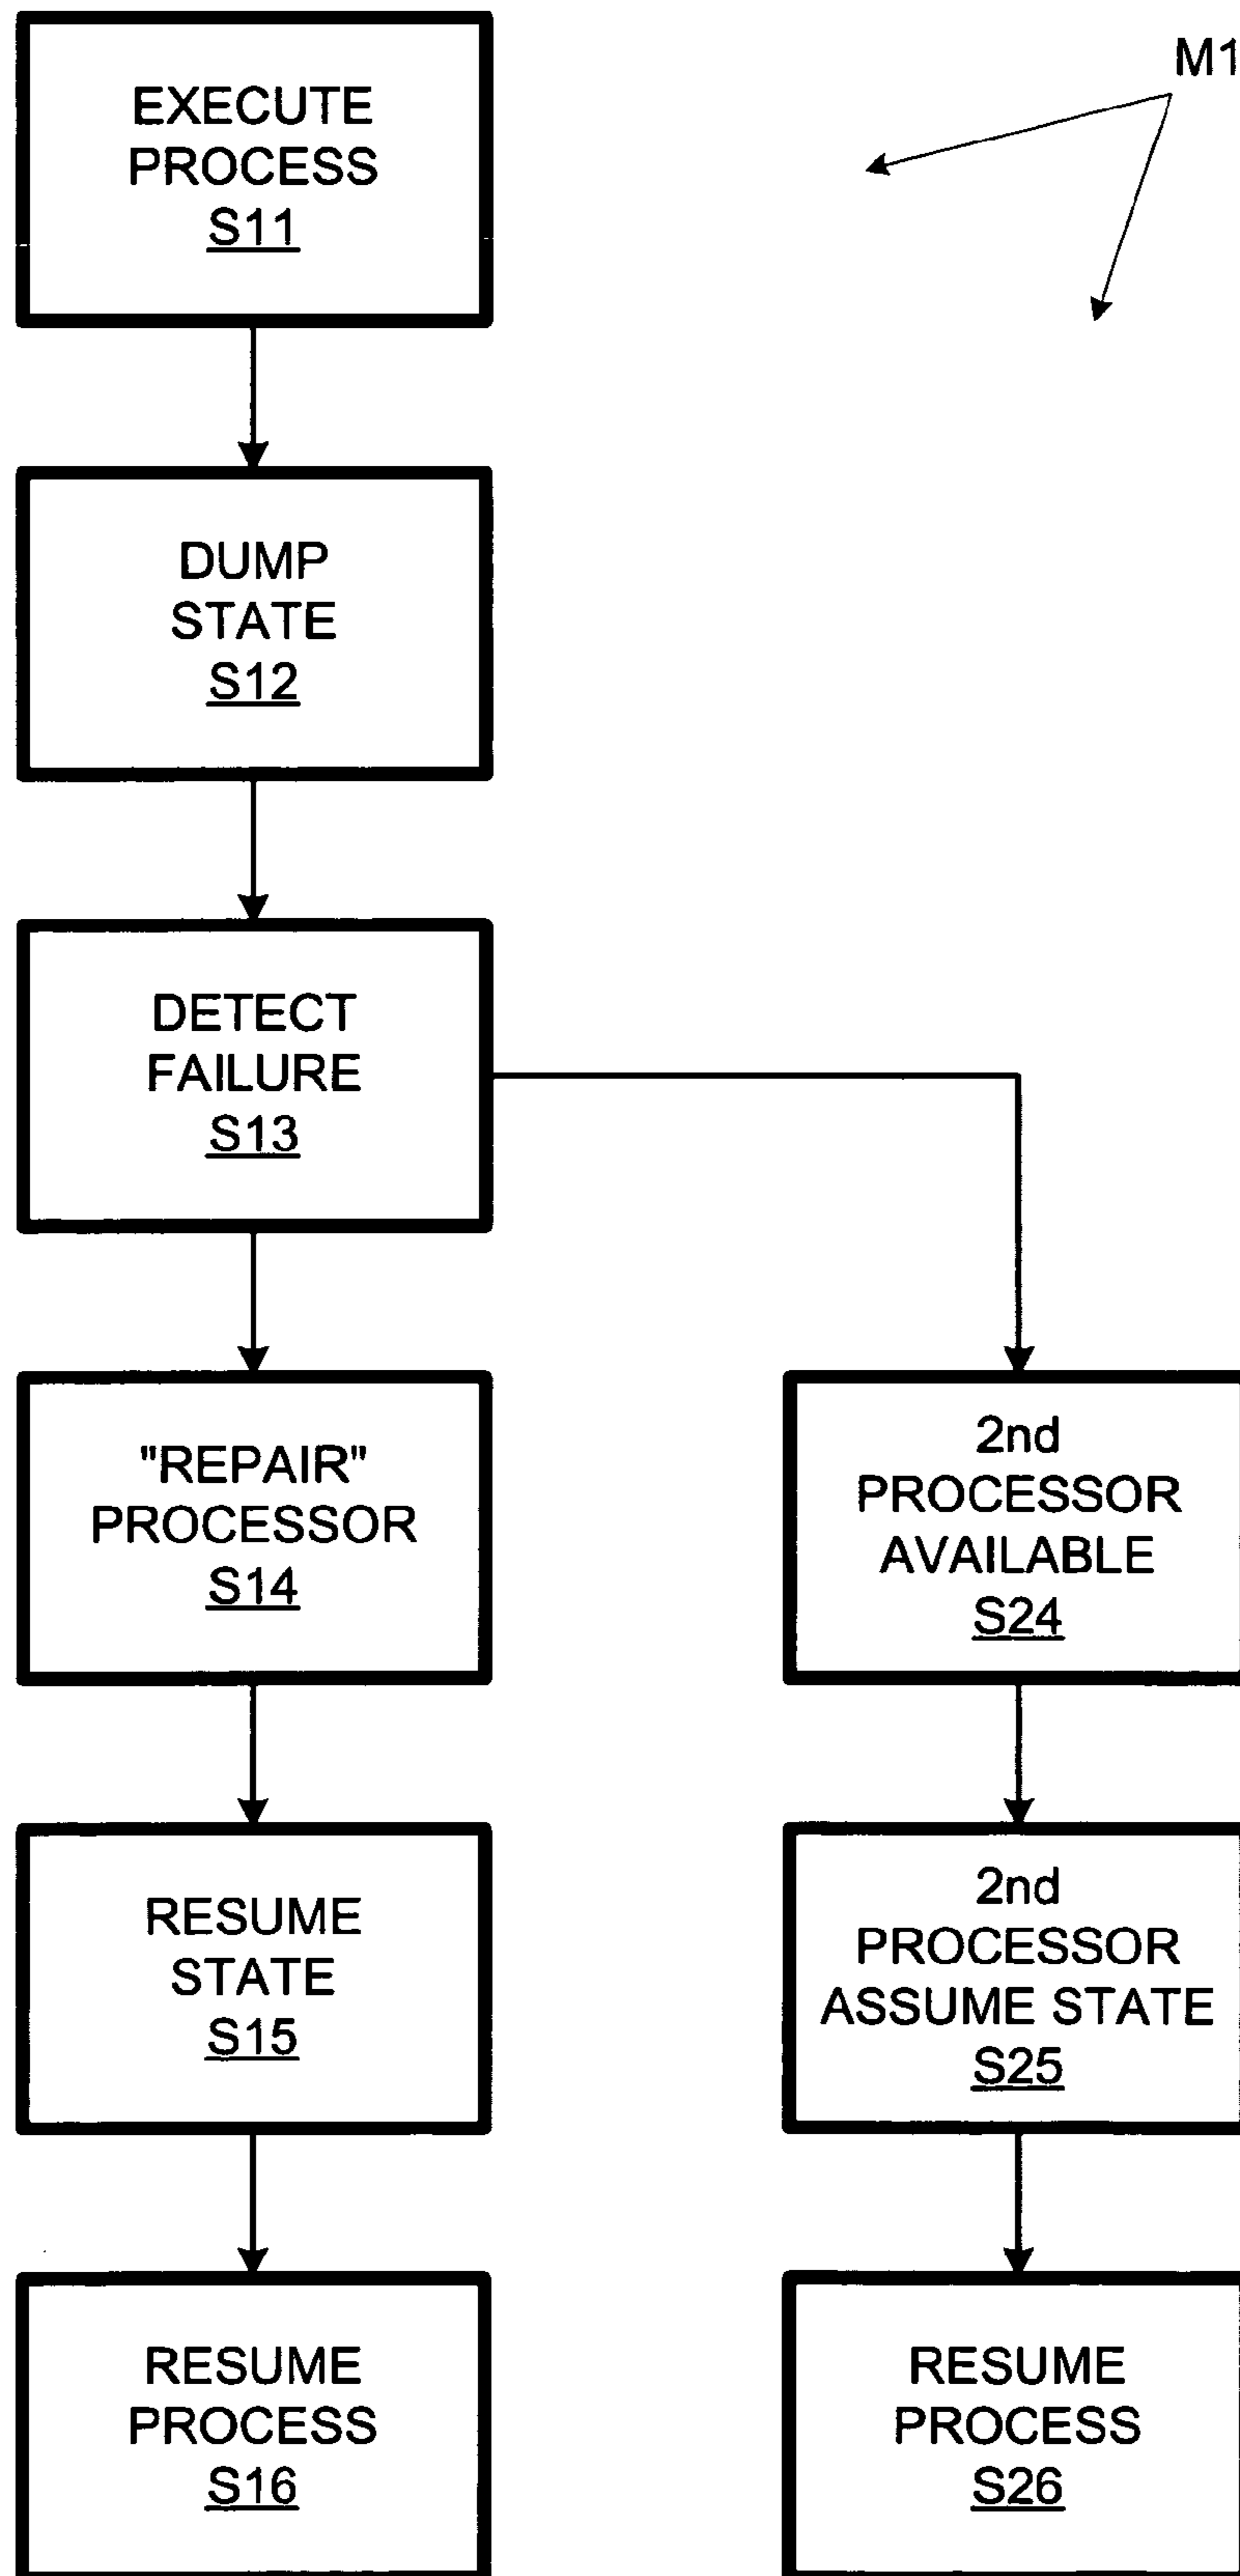 M1
EXECUTE
PROCESS
S11
DUMP
STATE
S12
DETECT
FAILURE
S13
"REPAIR"
PROCESSOR
S14
RESUME
STATE
S15
RESUME
PROCESS
S16
2nd
PROCESSOR
AVAILABLE
S24
2nd
PROCESSOR
ASSUME STATE
S25
RESUME
PROCESS
S26